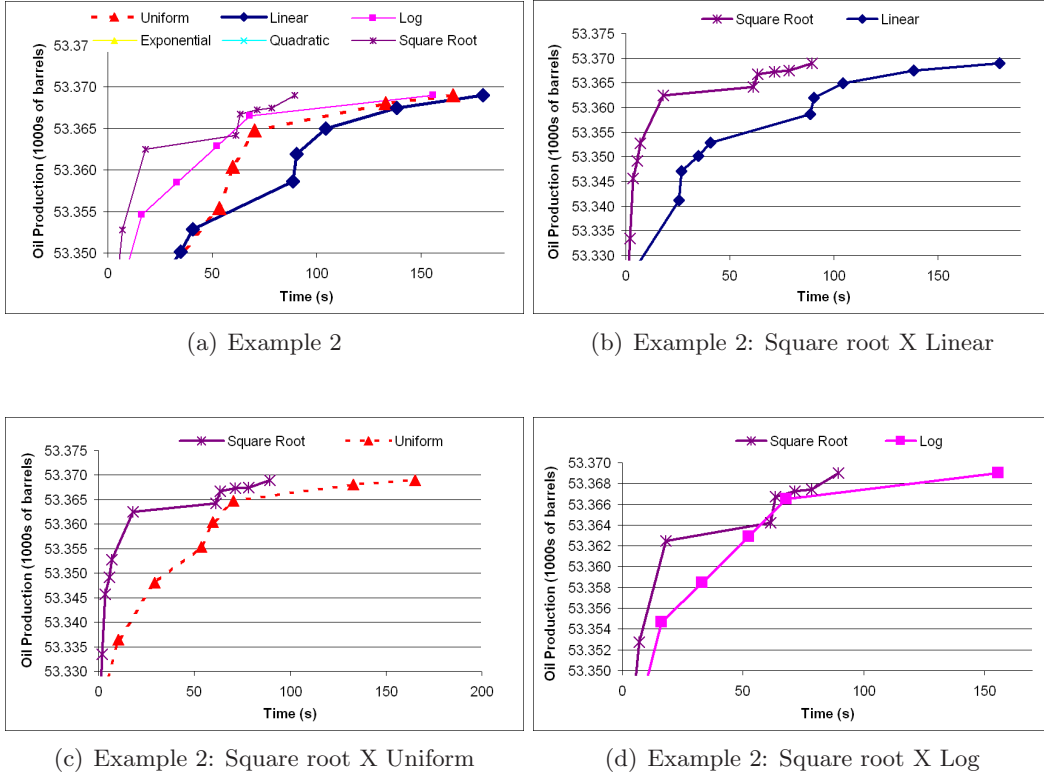 Uniform Linear Log
Exponential Quadratic Square Root
Oil Production (1000s of barrels)
53.37
53.370
53.365
53.360
53.355
53.350
0 50 100 150
Time (s)
(a) Example 2
Square Root Linear
Oil Production (1000s of barrels)
53.375
53.370
53.365
53.360
53.355
53.350
53.345
53.340
53.335
53.330
0 50 100 150
Time (s)
(b) Example 2: Square root X Linear
Square Root Uniform
Oil Production (1000s of barrels)
53.375
53.370
53.365
53.360
53.355
53.350
53.345
53.340
53.335
53.330
0 50 100 150 200
Time (s)
(c) Example 2: Square root X Uniform
Square Root Log
Oil Production (1000s of barrels)
53.370
53.368
53.366
53.364
53.362
53.360
53.358
53.356
53.354
53.352
53.350
0 50 100 150
Time (s)
(d) Example 2: Square root X Log